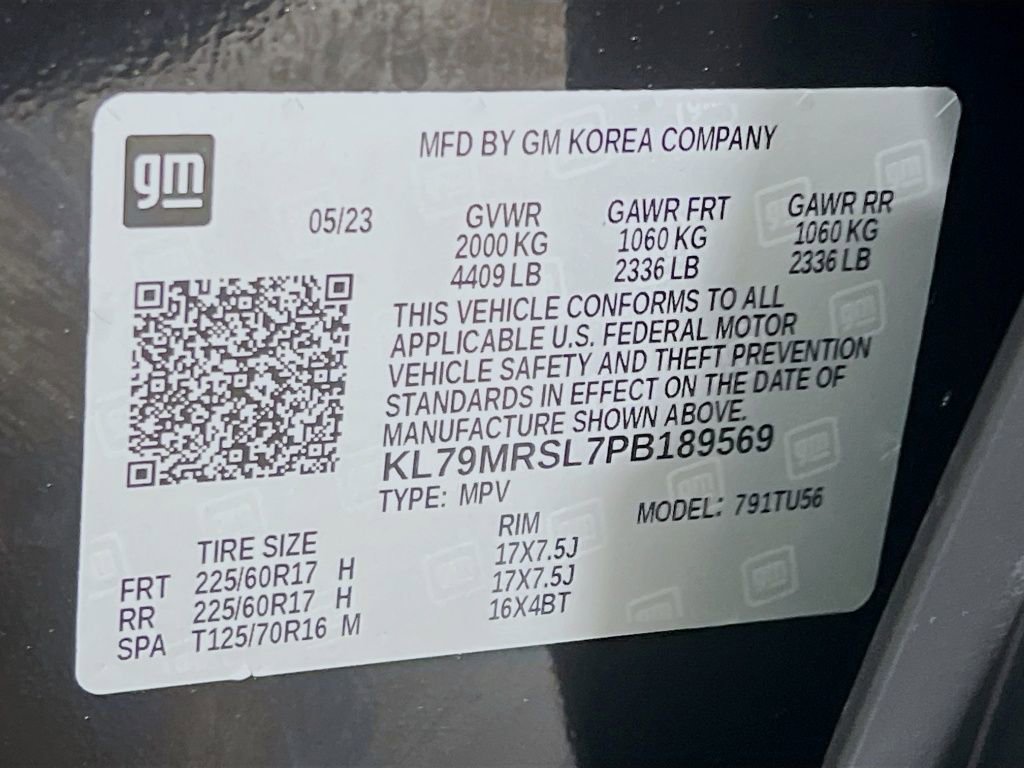 gm
MFD BY GM KOREA COMPANY
05/23 GVWR GAWR FRT GAWR RR
2000 KG 1060 KG 1060 KG
4409 LB 2336 LB 2336 LB
THIS VEHICLE CONFORMS TO ALL
APPLICABLE U.S. FEDERAL MOTOR
VEHICLE SAFETY AND THEFT PREVENTION
STANDARDS IN EFFECT ON THE DATE OF
MANUFACTURE SHOWN ABOVE.
KL79MRSL7PB189569
TYPE: MPV MODEL: 791TU56
TIRE SIZE RIM
FRT 225/60R17 H 17X7.5J
RR 225/60R17 H 17X7.5J
SPA T125/70R16 M 16X4BT